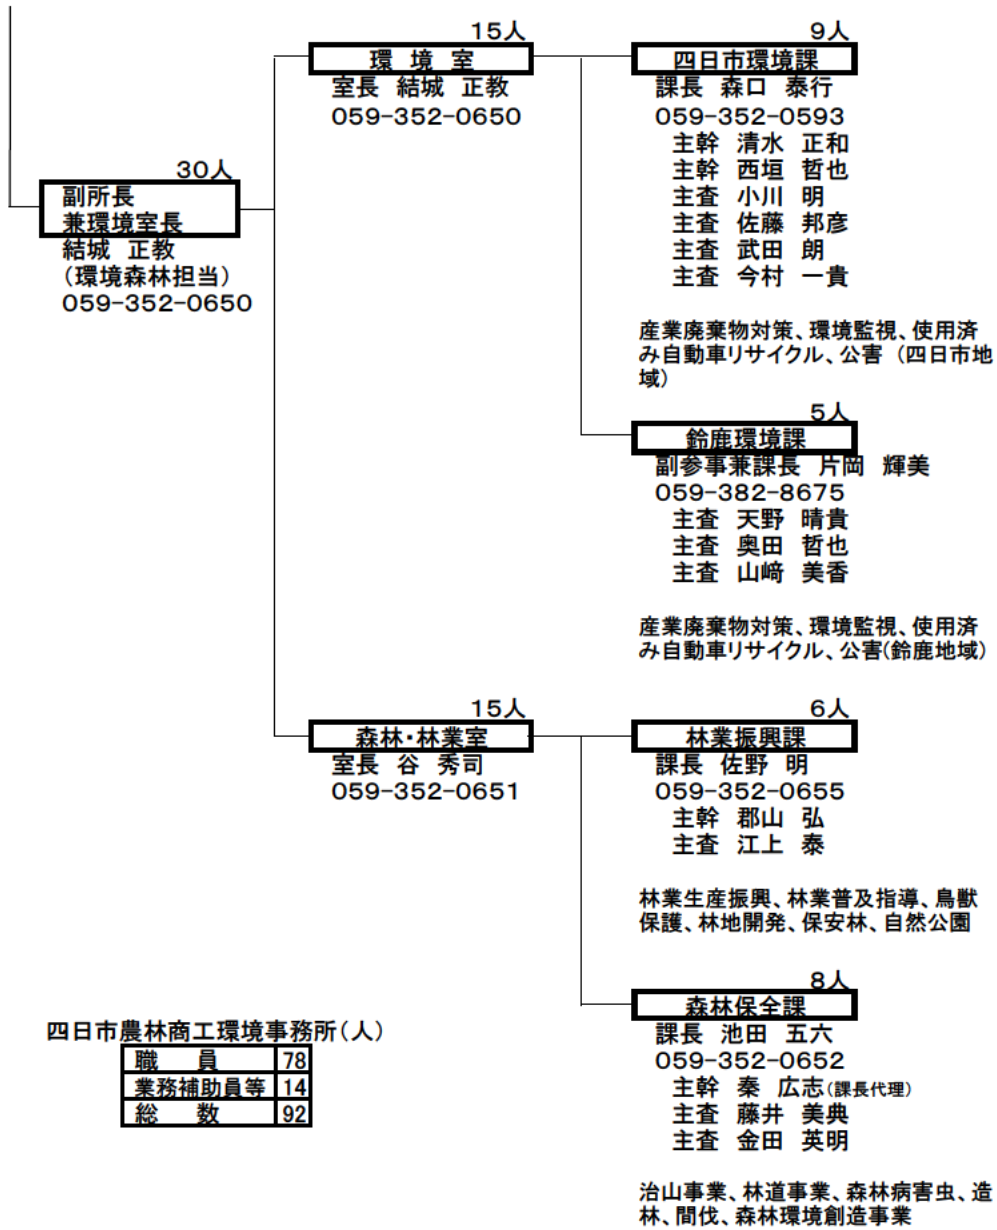 30人
副所長
兼環境室長
結城 正教
（環境森林担当）
059-352-0650
15人
環 境 室
室長 結城 正教
059-352-0650
9人
四日市環境課
課長 森口 泰行
059-352-0593
主幹 清水 正和
主幹 西垣 哲也
主査 小川 明
主査 佐藤 邦彦
主査 武田 朗
主査 今村 一貴
産業廃棄物対策、環境監視、使用済
み自動車リサイクル、公害 （四日市地
域）
5人
鈴鹿環境課
副参事兼課長 片岡 輝美
059-382-8675
主査 天野 晴貴
主査 奥田 哲也
主査 山﨑 美香
産業廃棄物対策、環境監視、使用済
み自動車リサイクル、公害(鈴鹿地域)
15人
森林・林業室
室長 谷 秀司
059-352-0651
6人
林業振興課
課長 佐野 明
059-352-0655
主幹 郡山 弘
主査 江上 泰
林業生産振興、林業普及指導、鳥獣
保護、林地開発、保安林、自然公園
8人
森林保全課
課長 池田 五六
059-352-0652
主幹 秦 広志(課長代理)
主査 藤井 美典
主査 金田 英明
治山事業、林道事業、森林病害虫、造
林、間伐、森林環境創造事業
四日市農林商工環境事務所（人）
職 員 78
業務補助員等 14
総 数 92